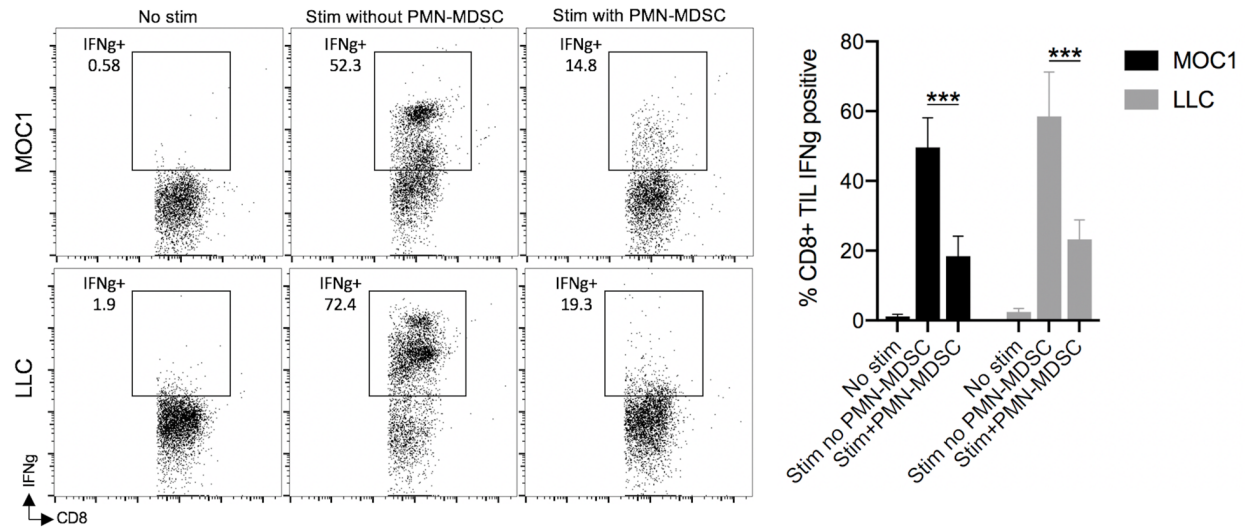 No stim
Stim without PMN-MDSC
Stim with PMN-MDSC
MOC1
IFNg+
0.58
IFNg+
52.3
IFNg+
14.8
LLC
IFNg+
1.9
IFNg+
72.4
IFNg+
19.3
IFNg
CD8
% CD8+ TIL IFNg positive
80
60
40
20
0
***
***
MOC1
LLC
No stim
Stim no PMN-MDSC
Stim+PMN-MDSC
No stim
Stim no PMN-MDSC
Stim+PMN-MDSC